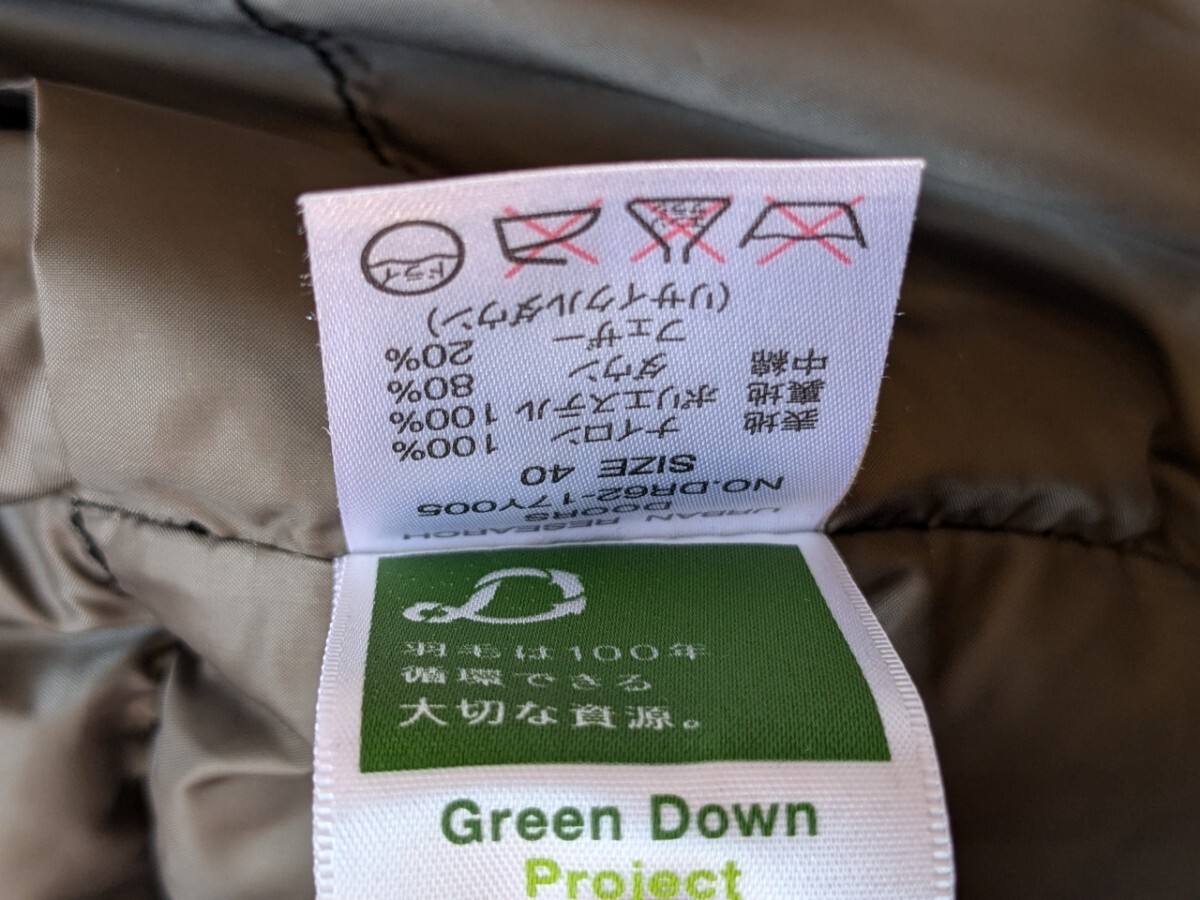 URBAN RESEARCH
DOORS
NO.DR62-17Y005
SIZE 40
表地 ナイロン 100%
裏地 ポリエステル 100%
中綿 ダウン 80%
フェザー 20%
(リサイクルダウン)
ドライ
羽毛は100年
循環できる
大切な資源。
Green Down
Project